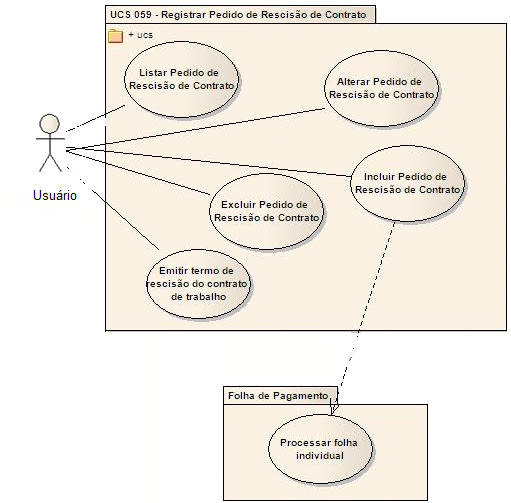 UCS 059 - Registrar Pedido de Rescisão de Contrato
+ ucs
Listar Pedido de
Rescisão de Contrato
Alterar Pedido de
Rescisão de Contrato
Incluir Pedido de
Rescisão de Contrato
Usuário
Excluir Pedido de
Rescisão de Contrato
Emitir termo de
rescisão do contrato
de trabalho
Folha de Pagamento
Processar folha
individual